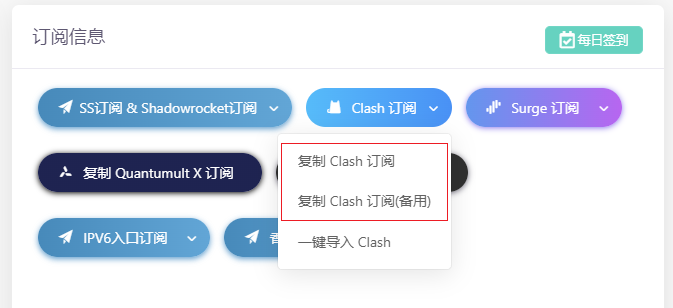 订阅信息
每日签到
SS订阅 & Shadowrocket订阅
Clash 订阅
Surge 订阅
复制 Quantumult X 订阅
复制 Clash 订阅
复制 Clash 订阅(备用)
一键导入 Clash
IPV6入口订阅